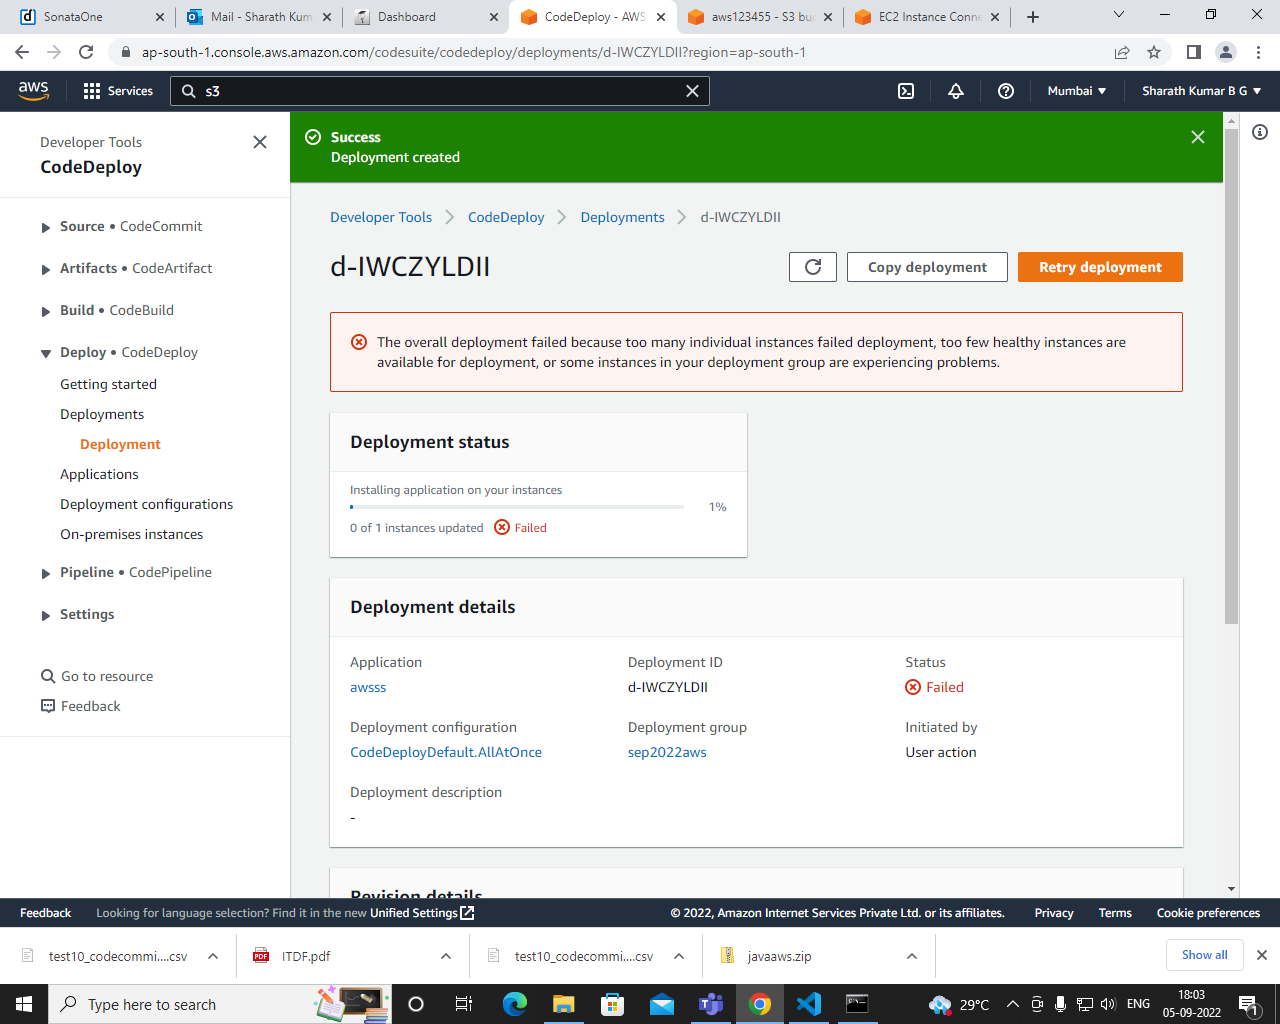 SonataOne
Mail - Sharath Kum
Dashboard
CodeDeploy - AWS
aws123455 - S3 bu
EC2 Instance Conne
ap-south-1.console.aws.amazon.com/codesuite/codedeploy/deployments/d-IWCZYLDII?region=ap-south-1
aws
Services
s3
Mumbai
Sharath Kumar B G
Developer Tools
CodeDeploy
Source • CodeCommit
Artifacts • CodeArtifact
Build • CodeBuild
Deploy • CodeDeploy
Getting started
Deployments
Deployment
Applications
Deployment configurations
On-premises instances
Pipeline • CodePipeline
Settings
Go to resource
Feedback
Success
Deployment created
Developer Tools
CodeDeploy
Deployments
d-IWCZYLDII
d-IWCZYLDII
Copy deployment
Retry deployment
The overall deployment failed because too many individual instances failed deployment, too few healthy instances are
available for deployment, or some instances in your deployment group are experiencing problems.
Deployment status
Installing application on your instances
1%
0 of 1 instances updated
Failed
Deployment details
Application
awsss
Deployment ID
d-IWCZYLDII
Status
Failed
Deployment configuration
CodeDeployDefault.AllAtOnce
Deployment group
sep2022aws
Initiated by
User action
Deployment description
-
Revision details
Feedback
Looking for language selection? Find it in the new Unified Settings
© 2022, Amazon Internet Services Private Ltd. or its affiliates.
Privacy
Terms
Cookie preferences
test10_codecommi....csv
ITDF.pdf
test10_codecommi....csv
javaaws.zip
Show all
Type here to search
29°C
ENG
18:03
05-09-2022
1